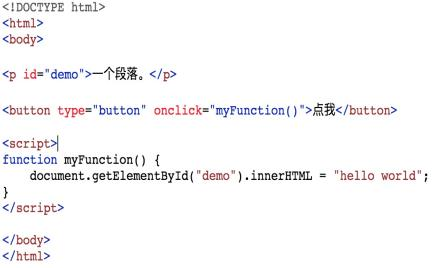 <!DOCTYPE html>
<html>
<body>
<p id="demo">一个段落。</p>
<button type="button" onclick="myFunction()">点我</button>
<script>
function myFunction() {
    document.getElementById("demo").innerHTML = "hello world";
}
</script>
</body>
</html>